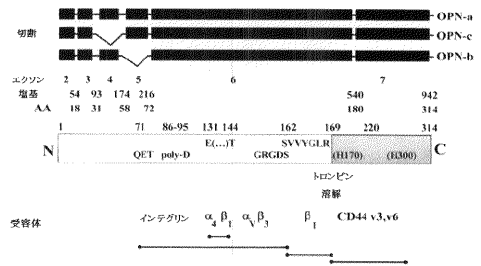 OPN-a
切断 OPN-c
OPN-b
エクソン 2 3 4 5 6 7
塩基 54 93 174 216 540 942
AA 18 31 58 72 180 314
1 71 86-95 131 144 162 169 220 314
N E(...)T SVVYGLR C
QET poly-D GRGDS (H170) (H300)
トロンビン
溶解
受容体 インテグリン α4 β1 αVβ3 β1 CD44 v3,v6